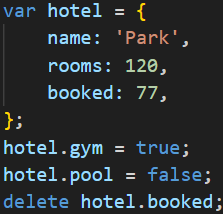 var hotel = {
    name: 'Park',
    rooms: 120,
    booked: 77,
};
hotel.gym = true;
hotel.pool = false;
delete hotel.booked;